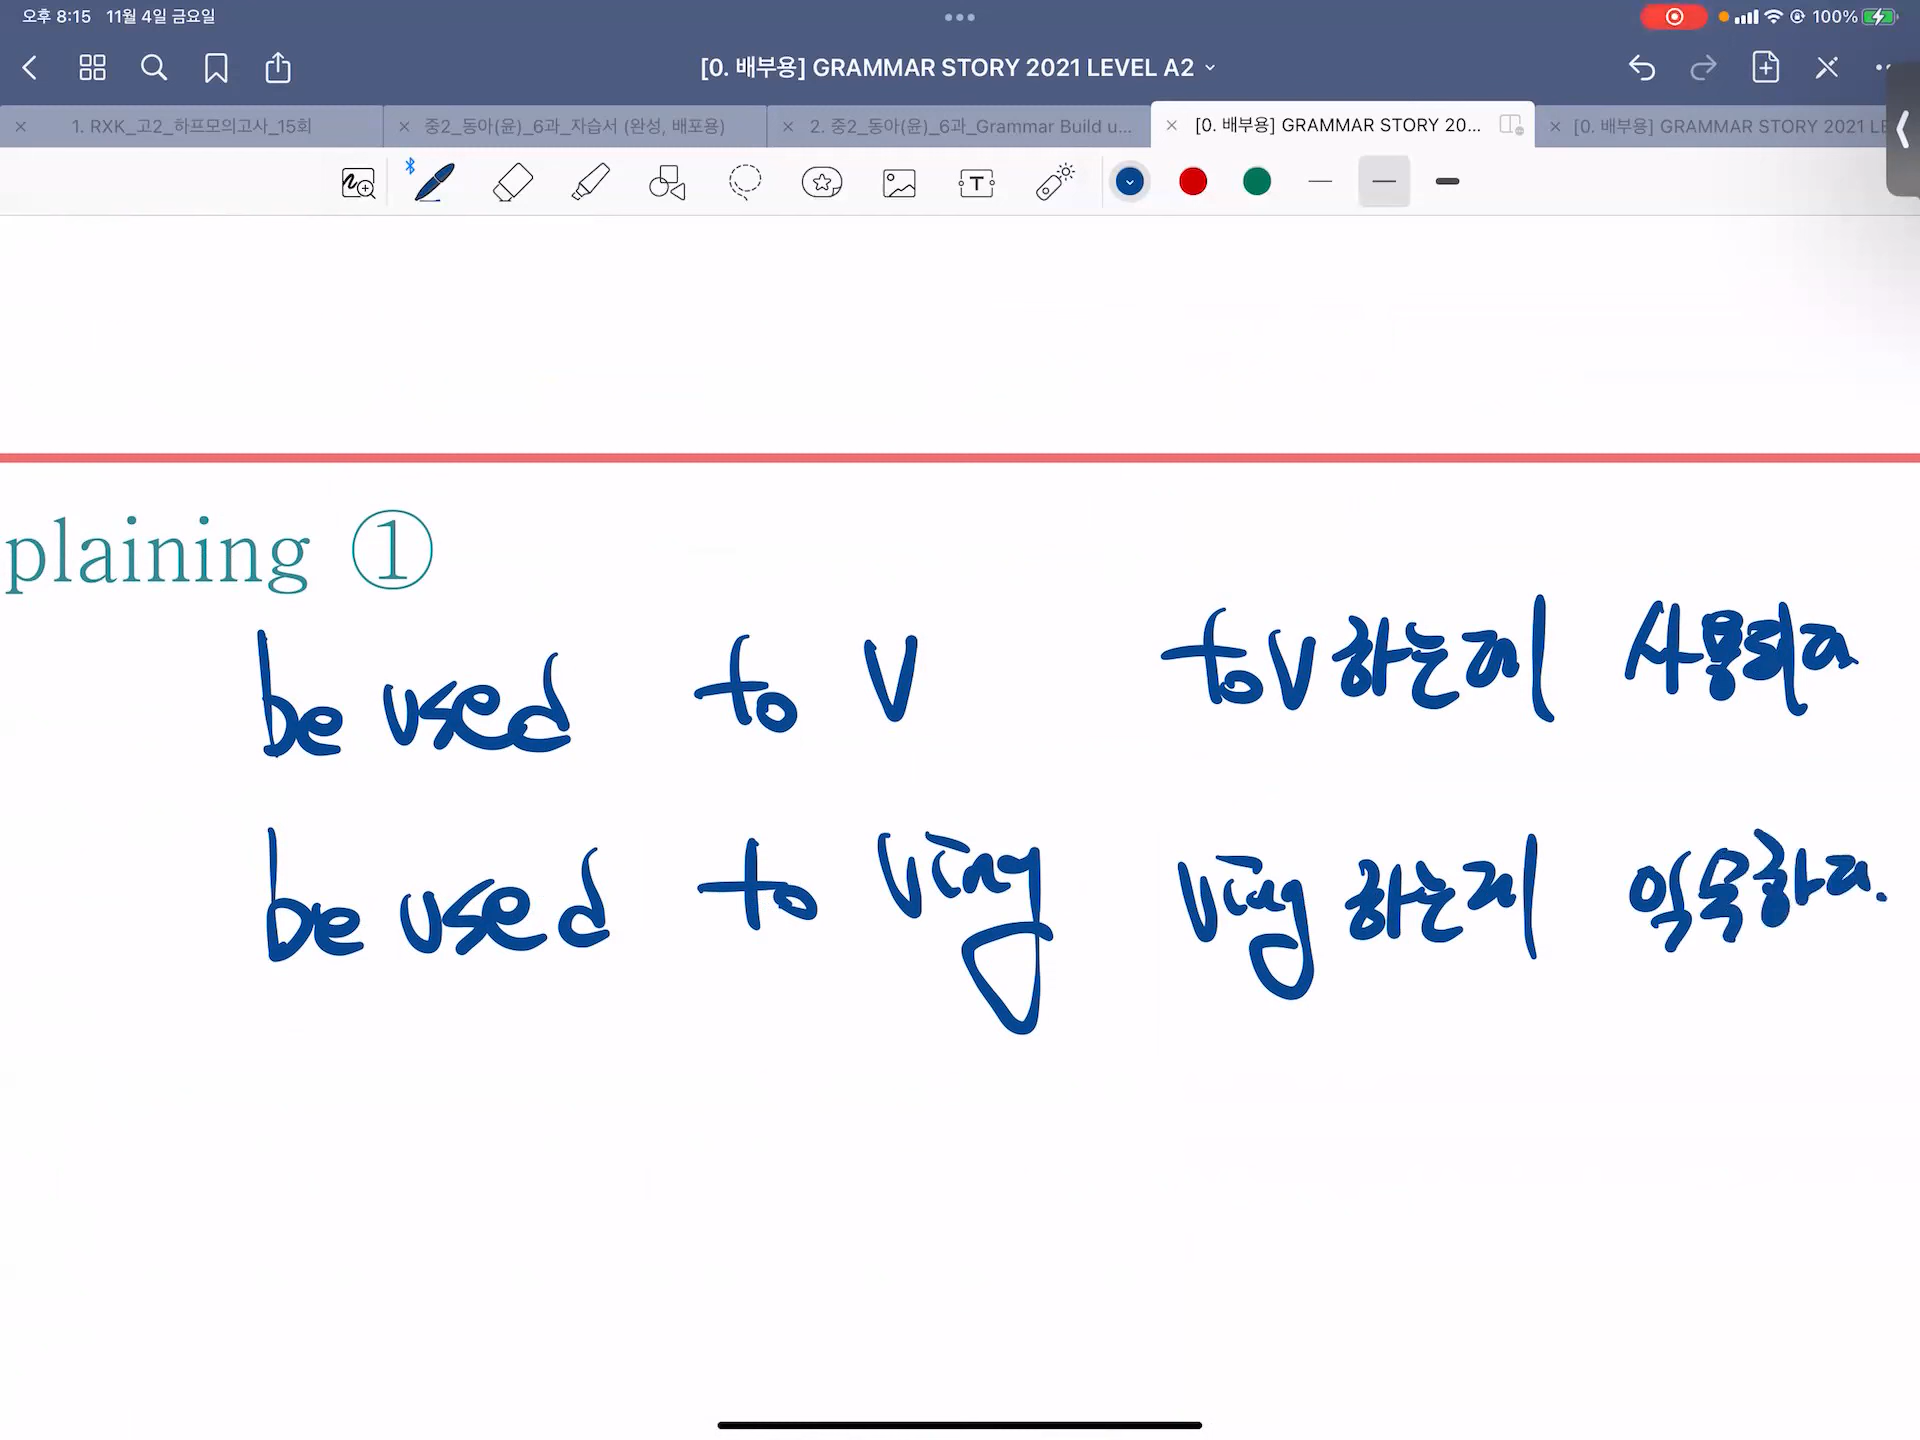 오후 8:15 11월 4일 금요일
100%
[0. 배부용] GRAMMAR STORY 2021 LEVEL A2
1. RXK_고2_하프모의고사_15회
중2_동아(윤)_6과_자습서 (완성, 배포용)
2. 중2_동아(윤)_6과_Grammar Build u...
[0. 배부용] GRAMMAR STORY 20...
[0. 배부용] GRAMMAR STORY 2021 LE
T
plaining ①
be used to V to V 하는데 사용되다
be used to Ving Ving 하는데 익숙하다.